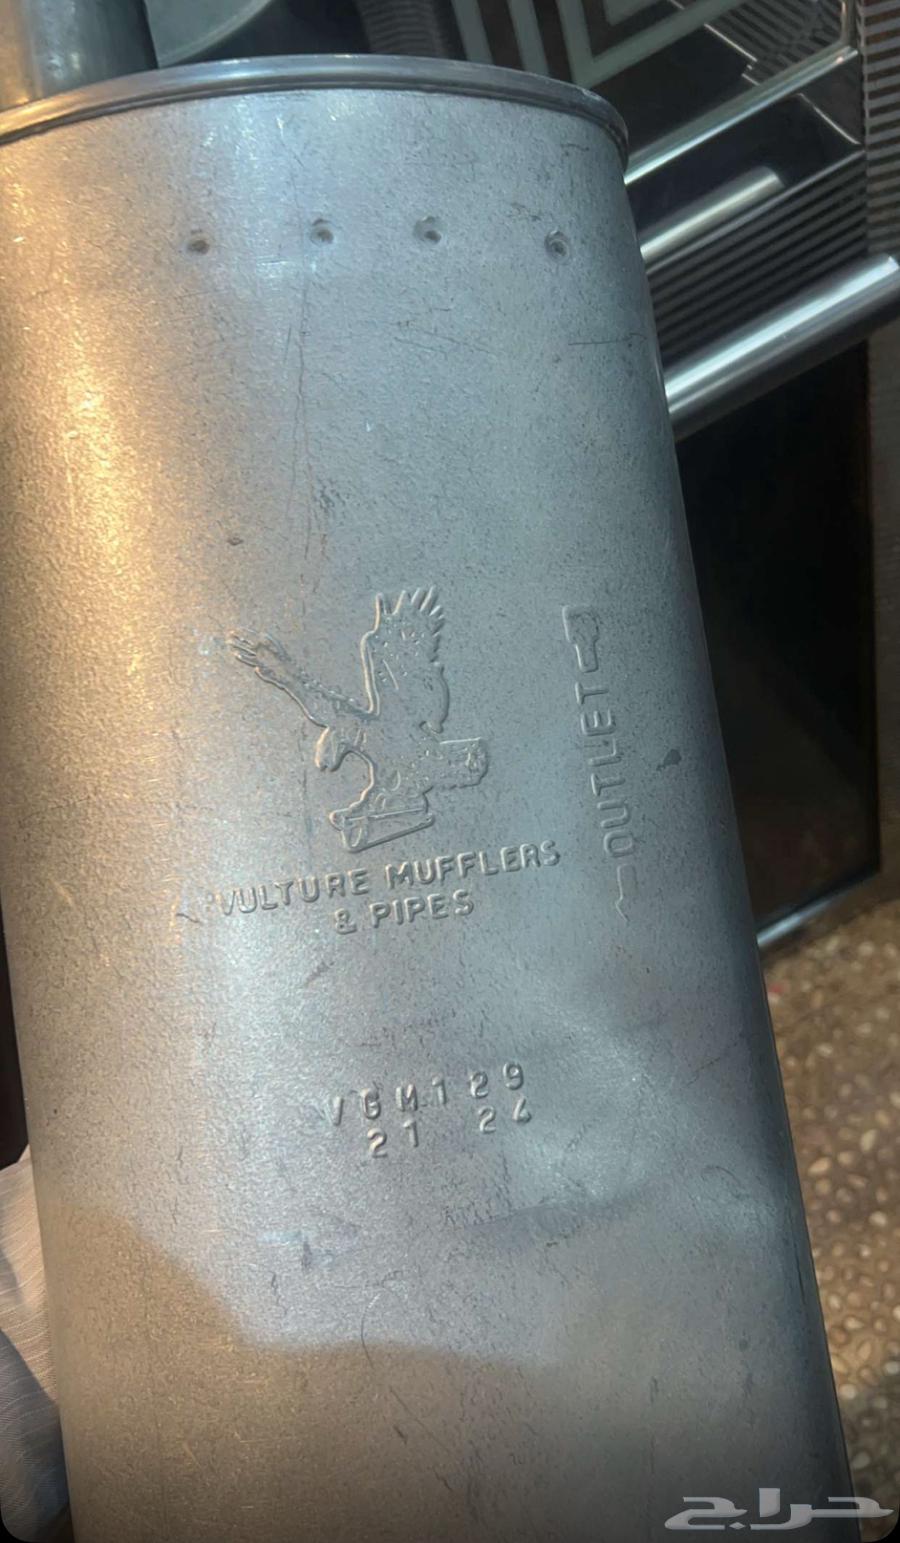 OUTLET
VULTURE MUFFLERS
& PIPES
VGM129
21 24
حراج